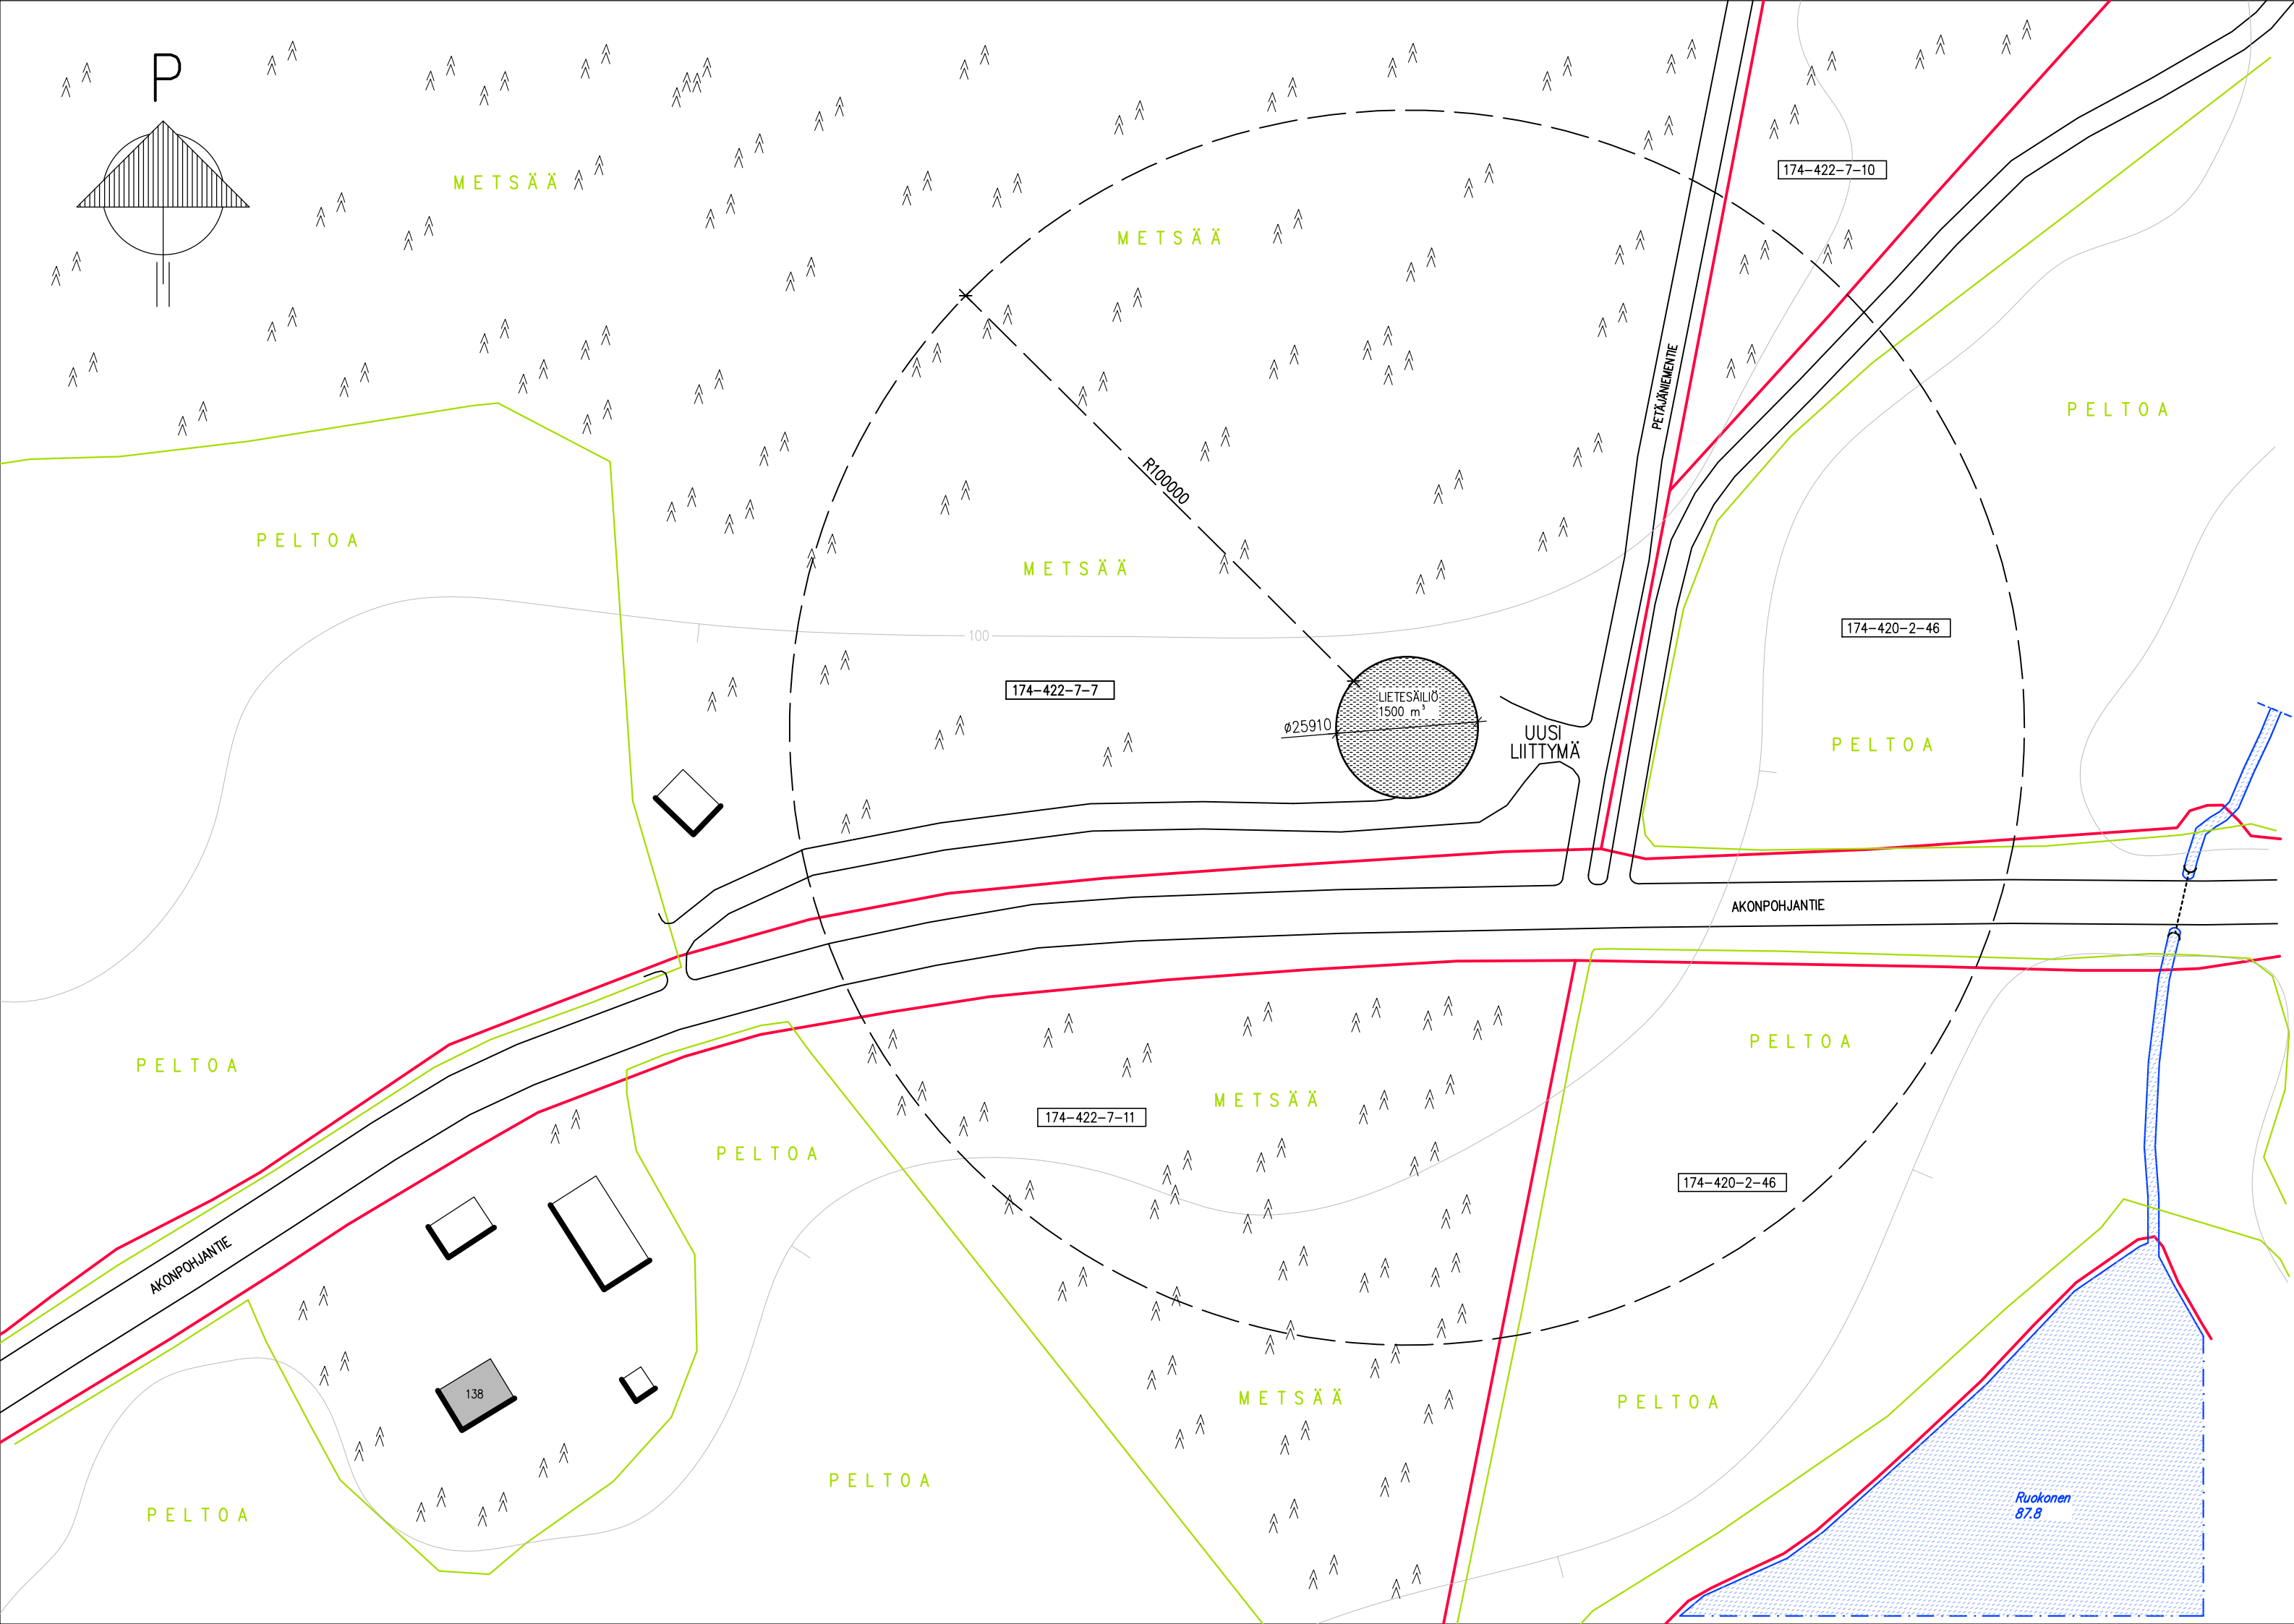 P
METSÄÄ
174-422-7-10
METSÄÄ
PETÄJÄNIEMENTIE
PELTOA
R100000
PELTOA
METSÄÄ
174-420-2-46
100
174-422-7-7
LIETESÄILIÖ
1500 m³
ø25910
UUSI
LIITTYMÄ
PELTOA
AKONPOHJANTIE
PELTOA
PELTOA
METSÄÄ
174-422-7-11
PELTOA
174-420-2-46
AKONPOHJANTIE
138
METSÄÄ
PELTOA
PELTOA
PELTOA
Ruokonen
87.8